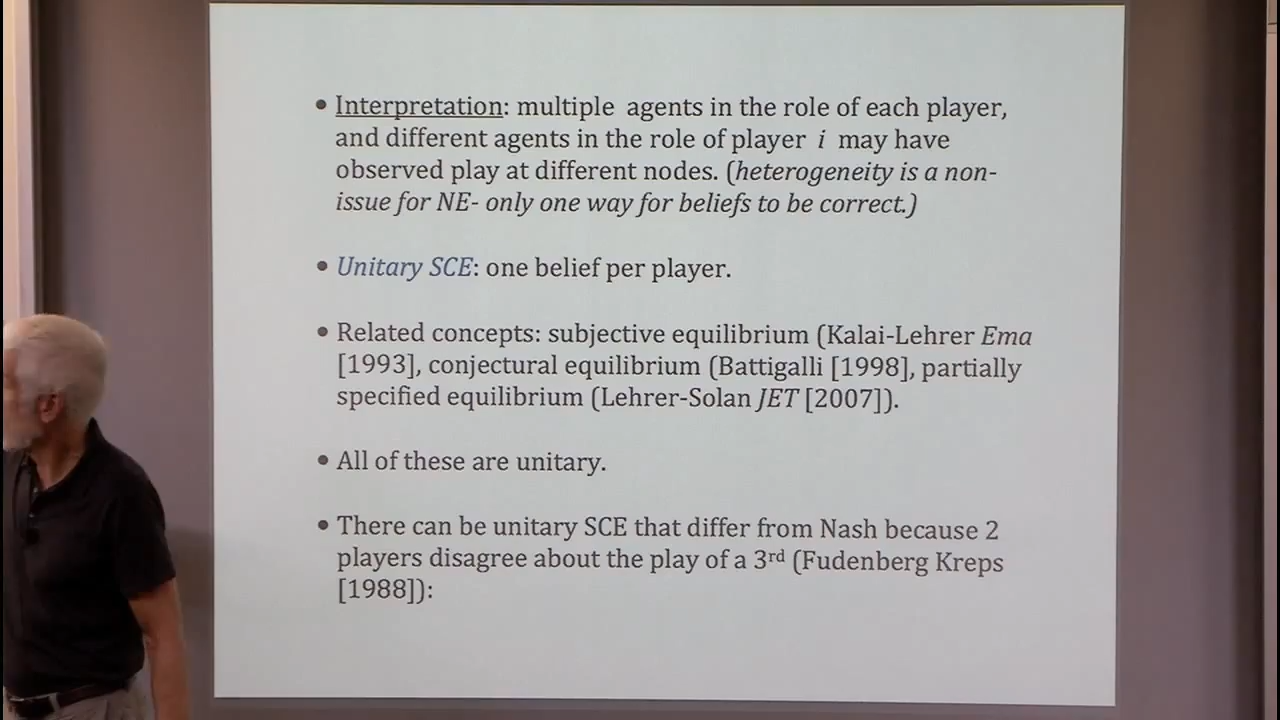 • Interpretation: multiple agents in the role of each player,
and different agents in the role of player i may have
observed play at different nodes. (heterogeneity is a non-
issue for NE- only one way for beliefs to be correct.)
• Unitary SCE: one belief per player.
• Related concepts: subjective equilibrium (Kalai-Lehrer Ema
[1993], conjectural equilibrium (Battigalli [1998], partially
specified equilibrium (Lehrer-Solan JET [2007]).
• All of these are unitary.
• There can be unitary SCE that differ from Nash because 2
players disagree about the play of a 3rd (Fudenberg Kreps
[1988]):